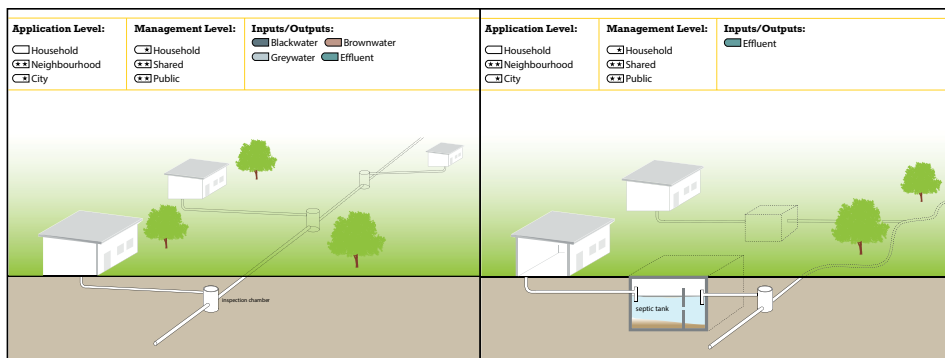 Application Level:
Household
★★ Neighbourhood
★ City
Management Level:
★ Household
★★ Shared
★★ Public
Inputs/Outputs:
Blackwater Brownwater
Greywater Effluent
inspection chamber
Application Level:
Household
★★ Neighbourhood
★ City
Management Level:
★ Household
★★ Shared
★★ Public
Inputs/Outputs:
Effluent
septic tank